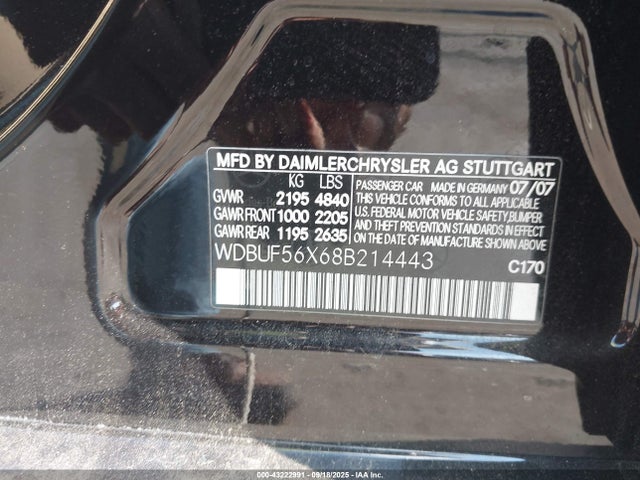 MFD BY DAIMLERCHRYSLER AG STUTTGART
KG LBS
GVWR 2195 4840
GAWR FRONT 1000 2205
GAWR REAR 1195 2635
PASSENGER CAR MADE IN GERMANY 07/07
THIS VEHICLE CONFORMS TO ALL APPLICABLE
U.S. FEDERAL MOTOR VEHICLE SAFETY, BUMPER
AND THEFT PREVENTION STANDARDS IN EFFECT
ON THE DATE OF MANUFACTURE SHOWN ABOVE
WDBUF56X68B214443
C170
000-43222991 - 09/18/2025 - IAA Inc.